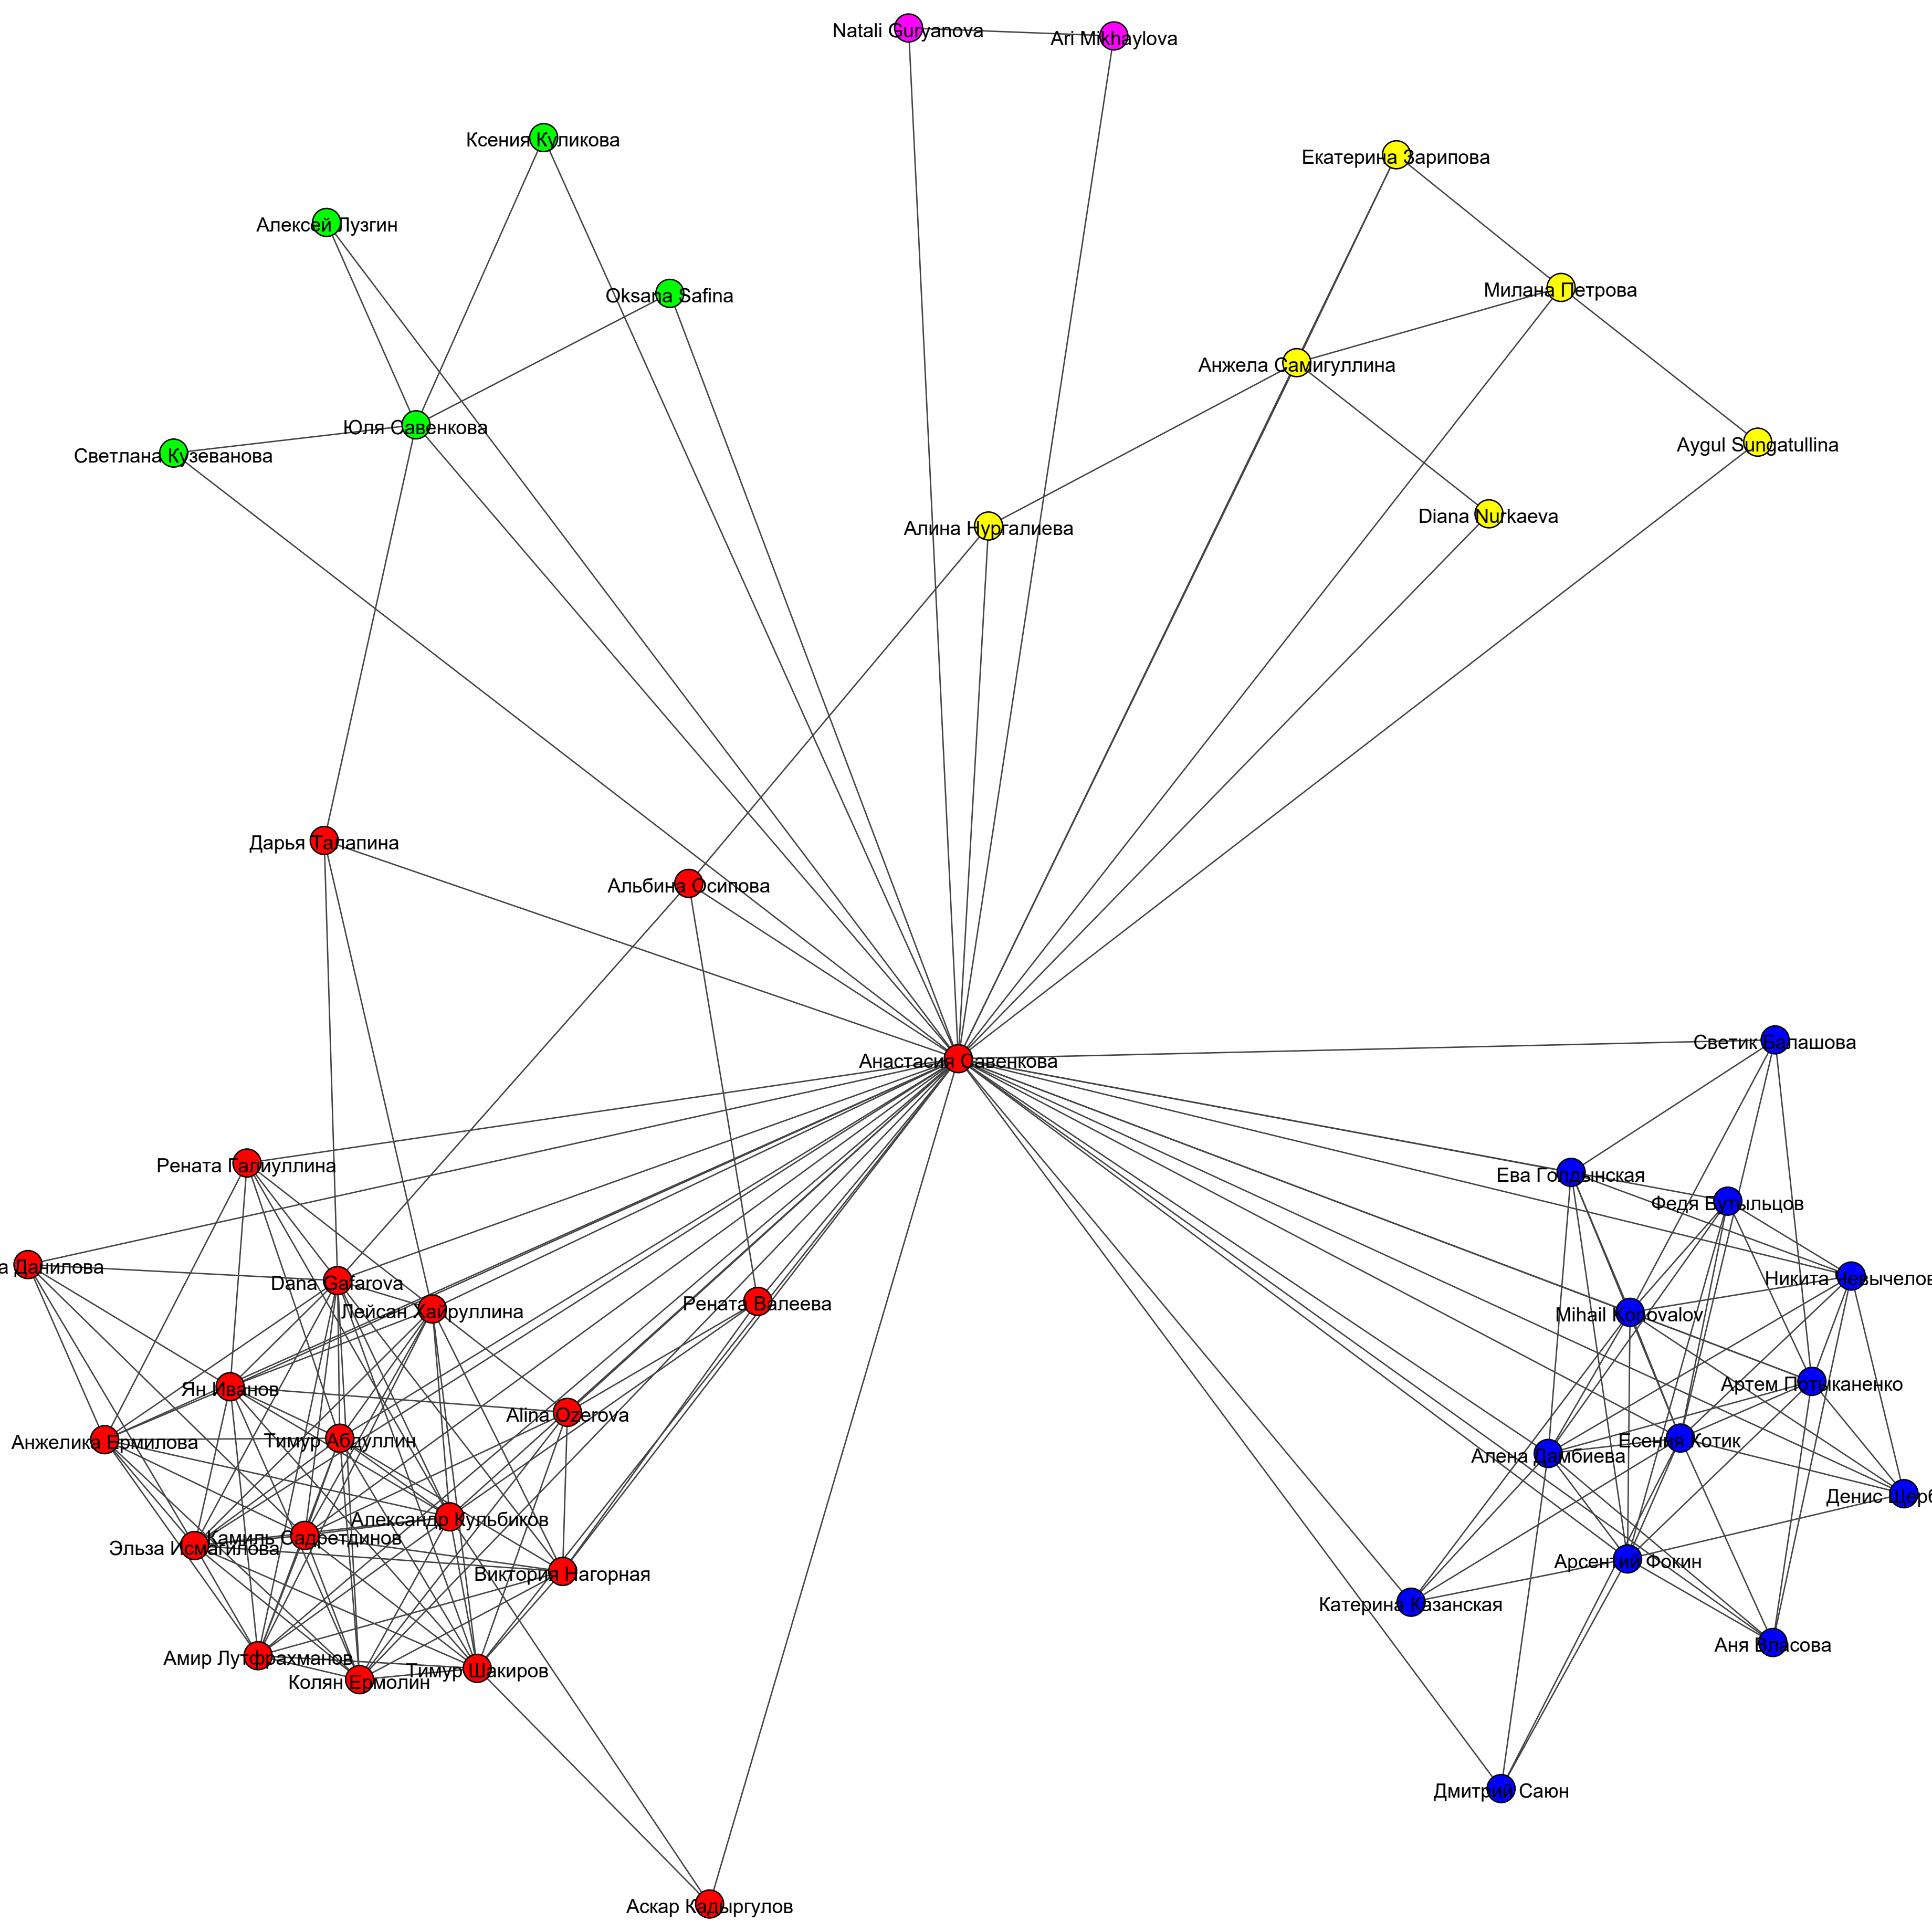 Natali Guryanova
Ari Mikhaylova
Ксения Куликова
Екатерина Зарипова
Алексей Лузгин
Oksana Safina
Милана Петрова
Анжела Самигуллина
Юля Савенкова
Светлана Кузеванова
Aygul Sungatullina
Алина Нургалиева
Diana Nurkaeva
Дарья Талапина
Альбина Осипова
Светик Балашова
Анастасия Савенкова
Рената Галиуллина
Ева Голдынская
Федя Бутыльцов
а Данилова
Dana Gafarova
Никита Чевычелов
Рената Валеева
Лейсан Хайруллина
Mihail Konovalov
Ян Иванов
Артем Потыканенко
Alina Ozerova
Анжелика Ермилова
Тимур Абдуллин
Есения Котик
Алена Дамбиева
Денис
Александр Кульбиков
Камиль Садретдинов
Эльза Исмагилова
Арсентий Фокин
Виктория Нагорная
Катерина Казанская
Аня Власова
Амир Лутфрахманов
Тимур Шакиров
Колян Ермолин
Дмитрий Саюн
Аскар Кадыргулов